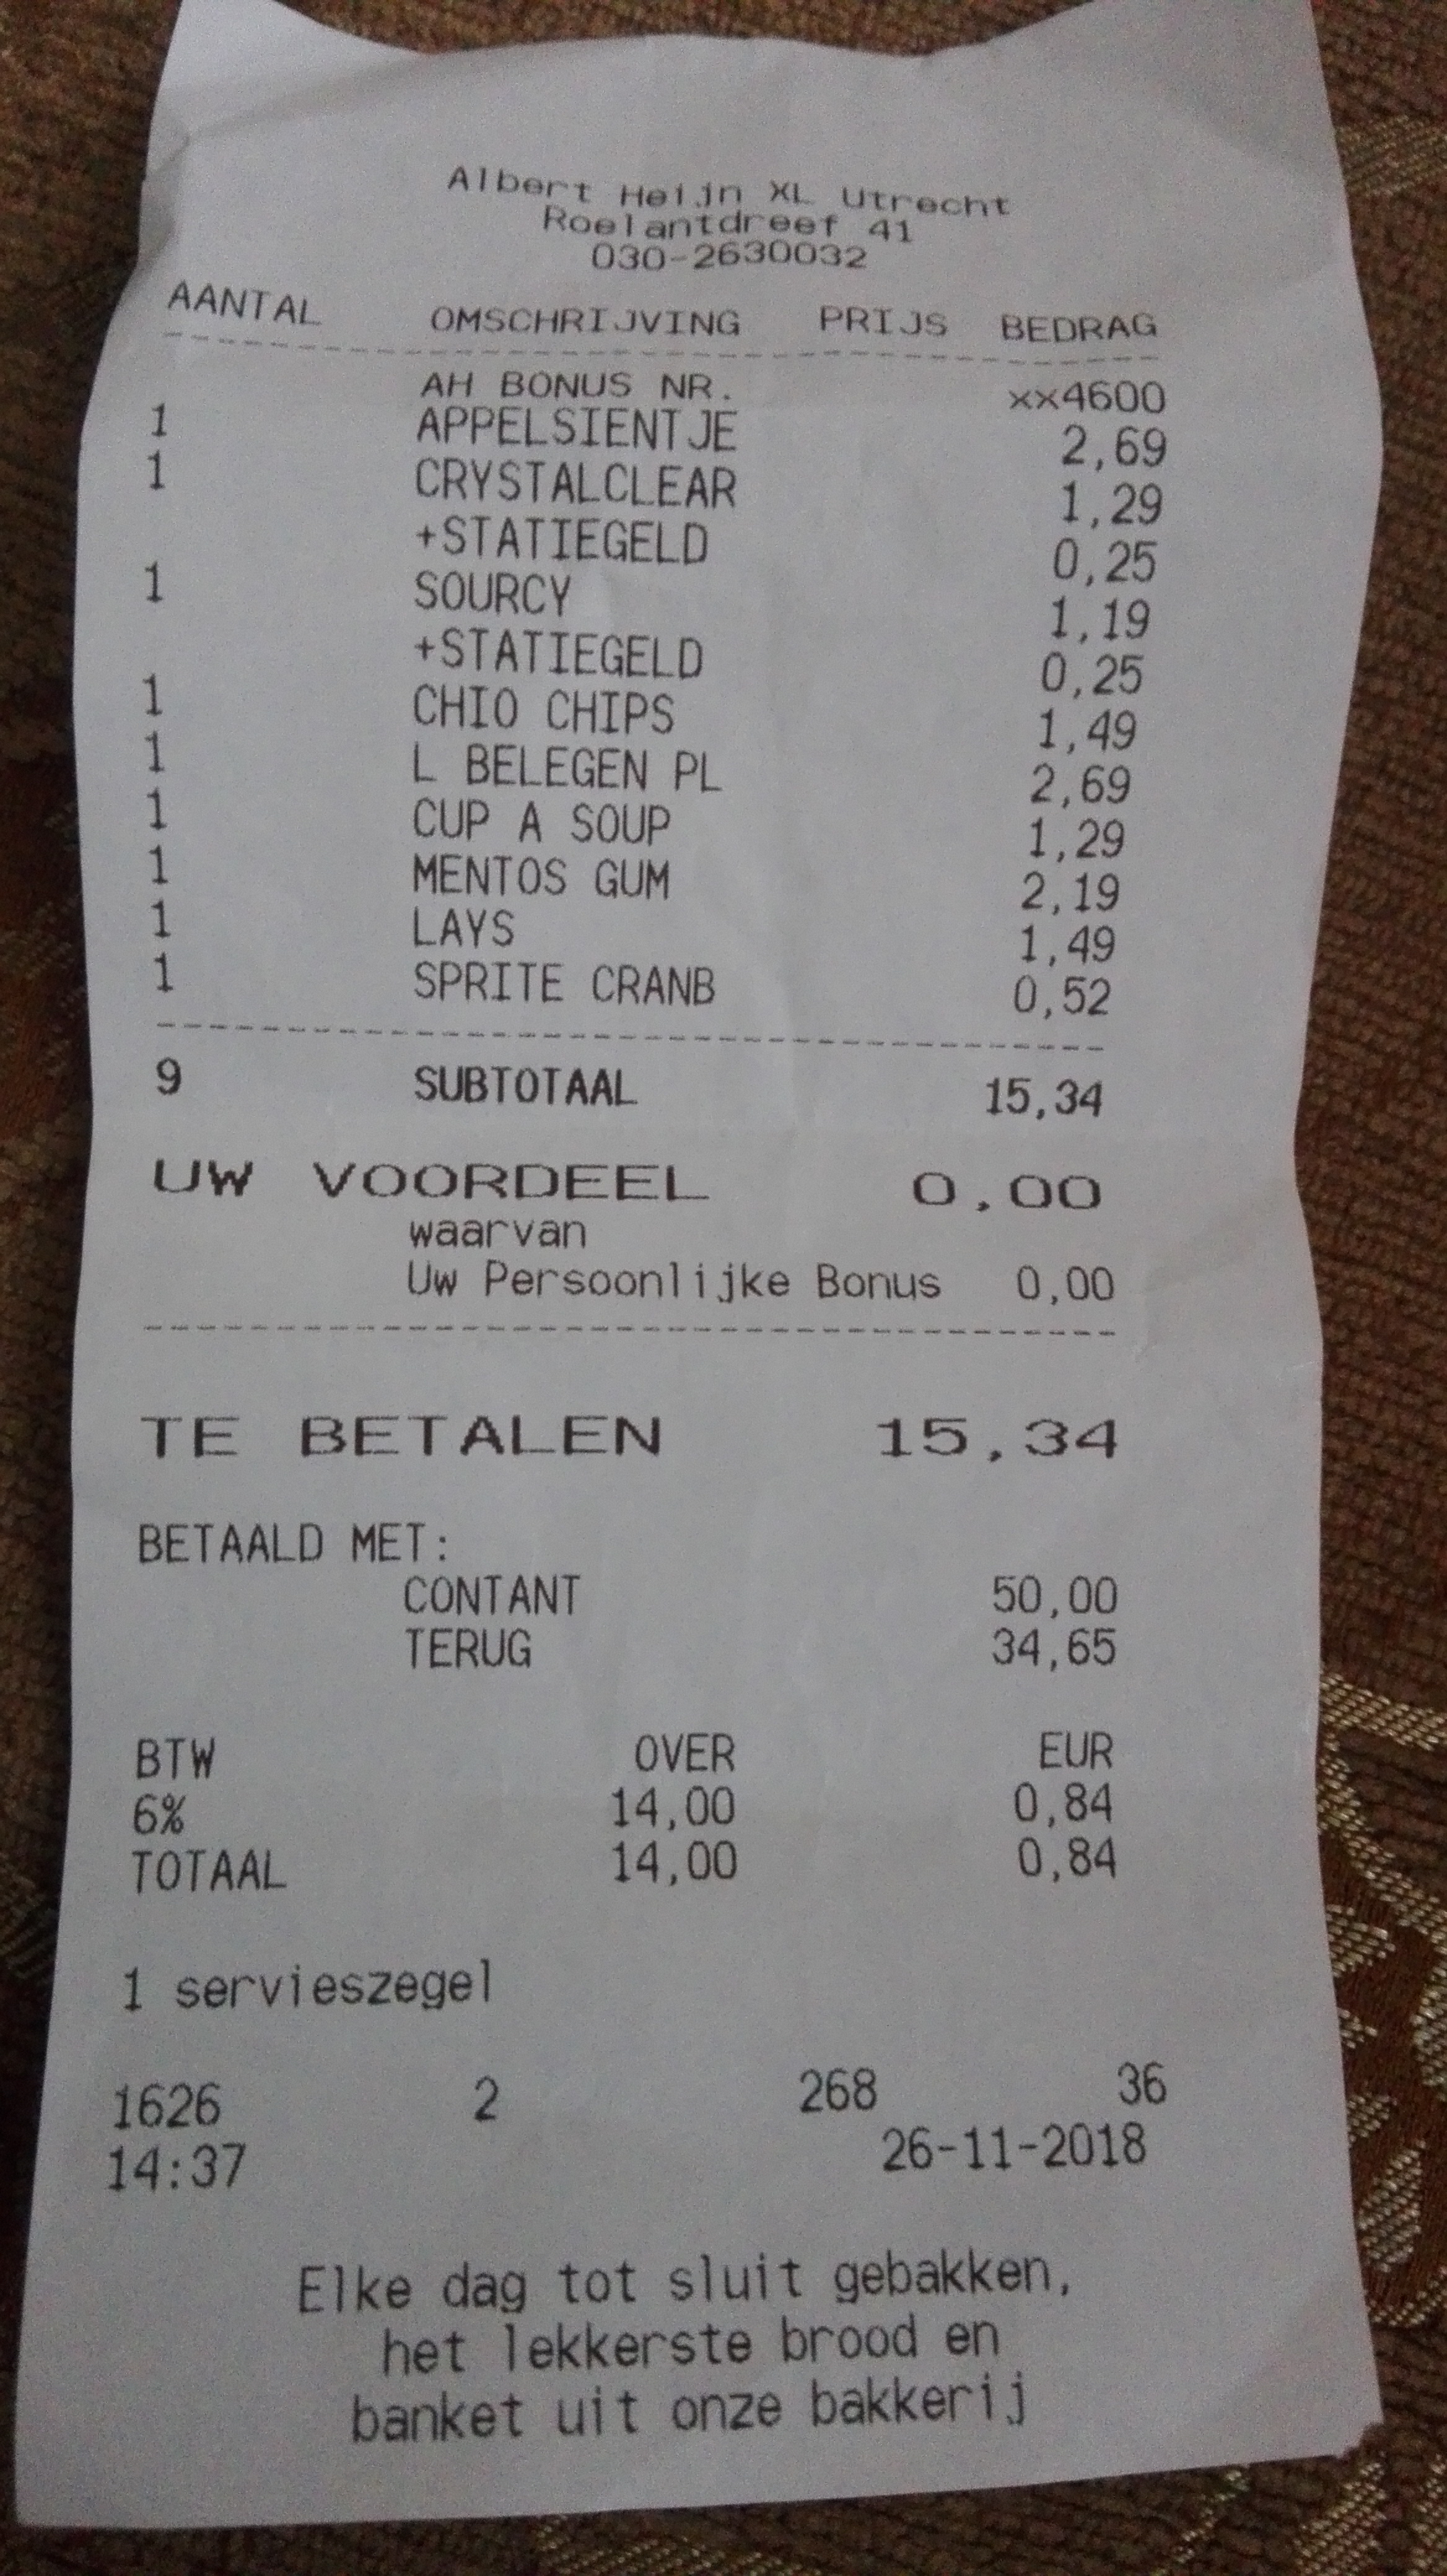 Albert Heijn XL Utrecht
Roelantdreef 41
030-2630032
AANTAL OMSCHRIJVING PRIJS BEDRAG
AH BONUS NR. xx4600
1 APPELSIENTJE 2,69
1 CRYSTALCLEAR 1,29
+STATIEGELD 0,25
1 SOURCY 1,19
+STATIEGELD 0,25
1 CHIO CHIPS 1,49
1 L BELEGEN PL 2,69
1 CUP A SOUP 1,29
1 MENTOS GUM 2,19
1 LAYS 1,49
1 SPRITE CRANB 0,52
9 SUBTOTAAL 15,34
UW VOORDEEL 0,00
waarvan
Uw Persoonlijke Bonus 0,00
TE BETALEN 15,34
BETAALD MET:
CONTANT 50,00
TERUG 34,65
BTW OVER EUR
6% 14,00 0,84
TOTAAL 14,00 0,84
1 servieszegel
1626 2 268 36
14:37 26-11-2018
Elke dag tot sluit gebakken,
het lekkerste brood en
banket uit onze bakkerij